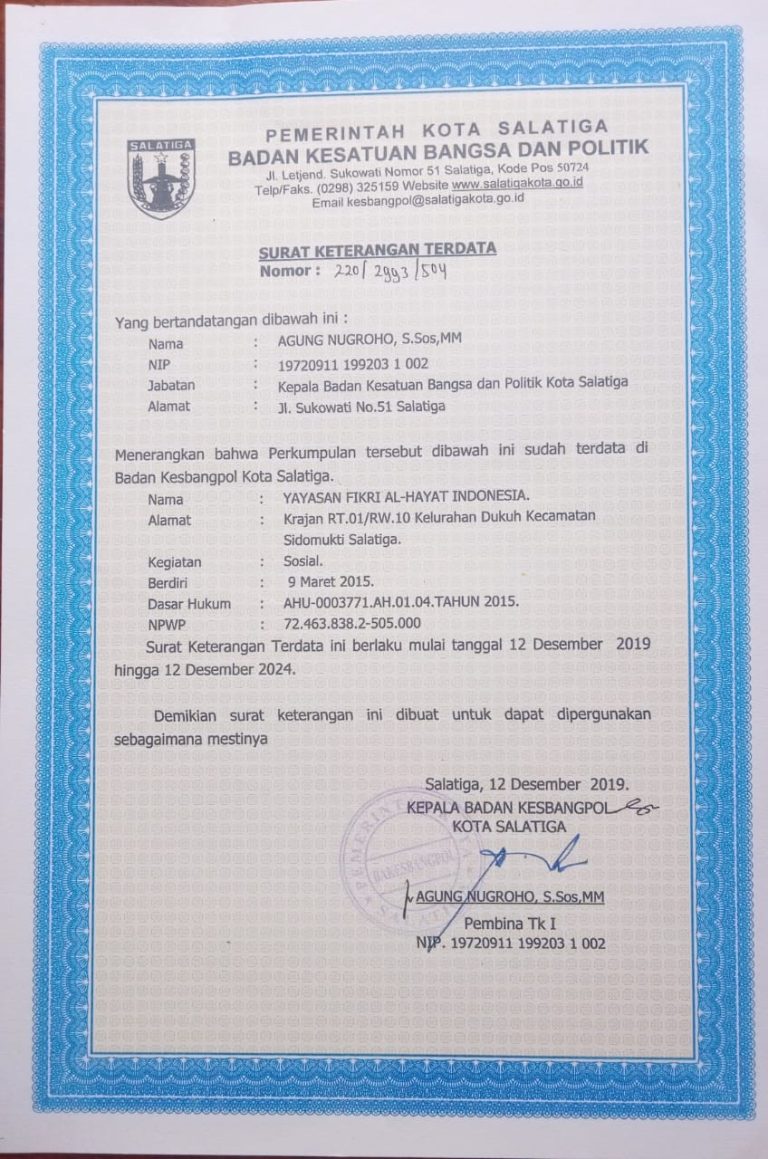 SALATIGA
PEMERINTAH KOTA SALATIGA
BADAN KESATUAN BANGSA DAN POLITIK
Jl. Letjend. Sukowati Nomor 51 Salatiga, Kode Pos 50724
Telp/Faks. (0298) 325159 Website www.salatigakota.go.id
Email kesbangpol@salatigakota.go.id
SURAT KETERANGAN TERDATA
Nomor : 220/2993/504
Yang bertandatangan dibawah ini :
Nama : AGUNG NUGROHO, S.Sos,MM
NIP : 19720911 199203 1 002
Jabatan : Kepala Badan Kesatuan Bangsa dan Politik Kota Salatiga
Alamat : Jl. Sukowati No.51 Salatiga
Menerangkan bahwa Perkumpulan tersebut dibawah ini sudah terdata di
Badan Kesbangpol Kota Salatiga.
Nama : YAYASAN FIKRI AL-HAYAT INDONESIA.
Alamat : Krajan RT.01/RW.10 Kelurahan Dukuh Kecamatan
Sidomukti Salatiga.
Kegiatan : Sosial.
Berdiri : 9 Maret 2015.
Dasar Hukum : AHU-0003771.AH.01.04.TAHUN 2015.
NPWP : 72.463.838.2-505.000
Surat Keterangan Terdata ini berlaku mulai tanggal 12 Desember 2019
hingga 12 Desember 2024.
Demikian surat keterangan ini dibuat untuk dapat dipergunakan
sebagaimana mestinya
Salatiga, 12 Desember 2019.
KEPALA BADAN KESBANGPOL
KOTA SALATIGA
PEMERINTAH KOTA
BAKESBANGPOL
SALATIGA
AGUNG NUGROHO, S.Sos,MM
Pembina Tk I
NIP. 19720911 199203 1 002